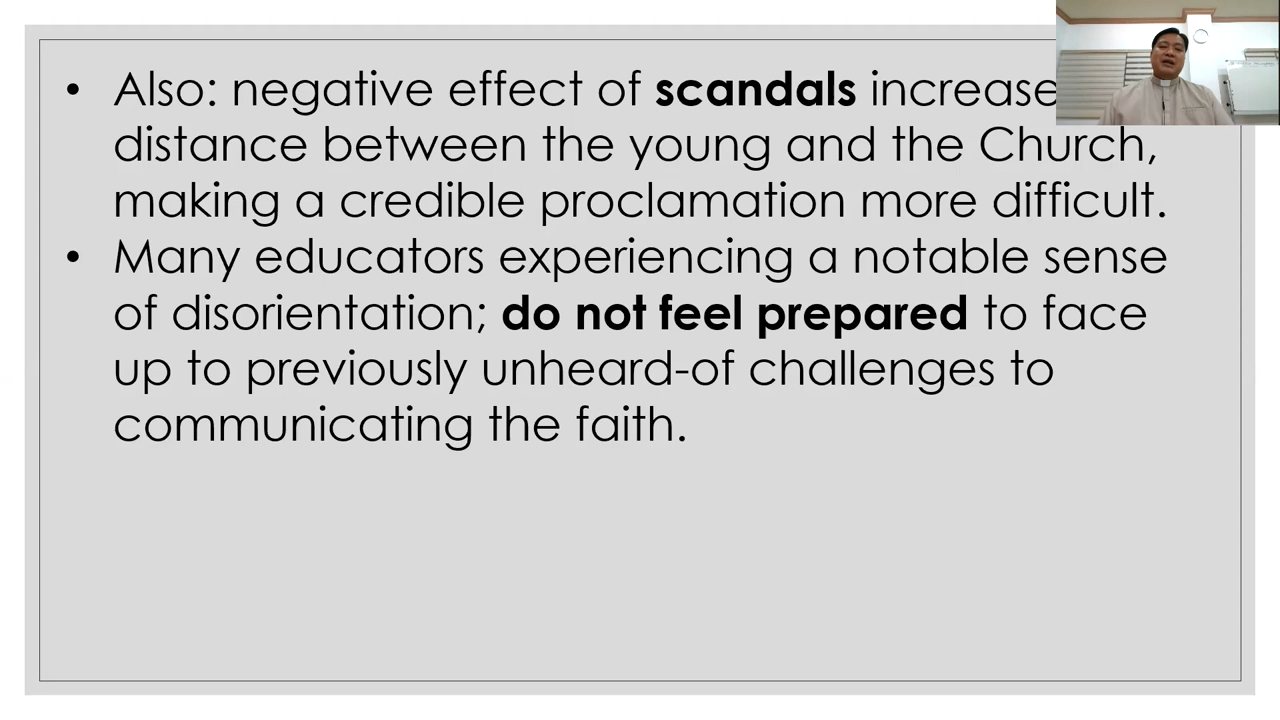 • Also: negative effect of scandals increase
distance between the young and the Church,
making a credible proclamation more difficult.
• Many educators experiencing a notable sense
of disorientation; do not feel prepared to face
up to previously unheard-of challenges to
communicating the faith.